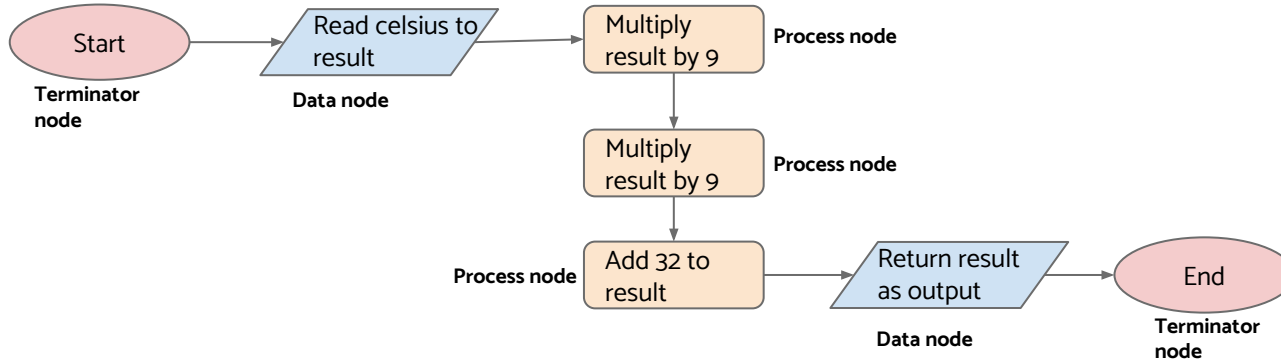 Start
Terminator
node
Read celsius to
result
Data node
Multiply
result by 9
Process node
Multiply
result by 9
Process node
Process node
Add 32 to
result
Return result
as output
Data node
End
Terminator
node